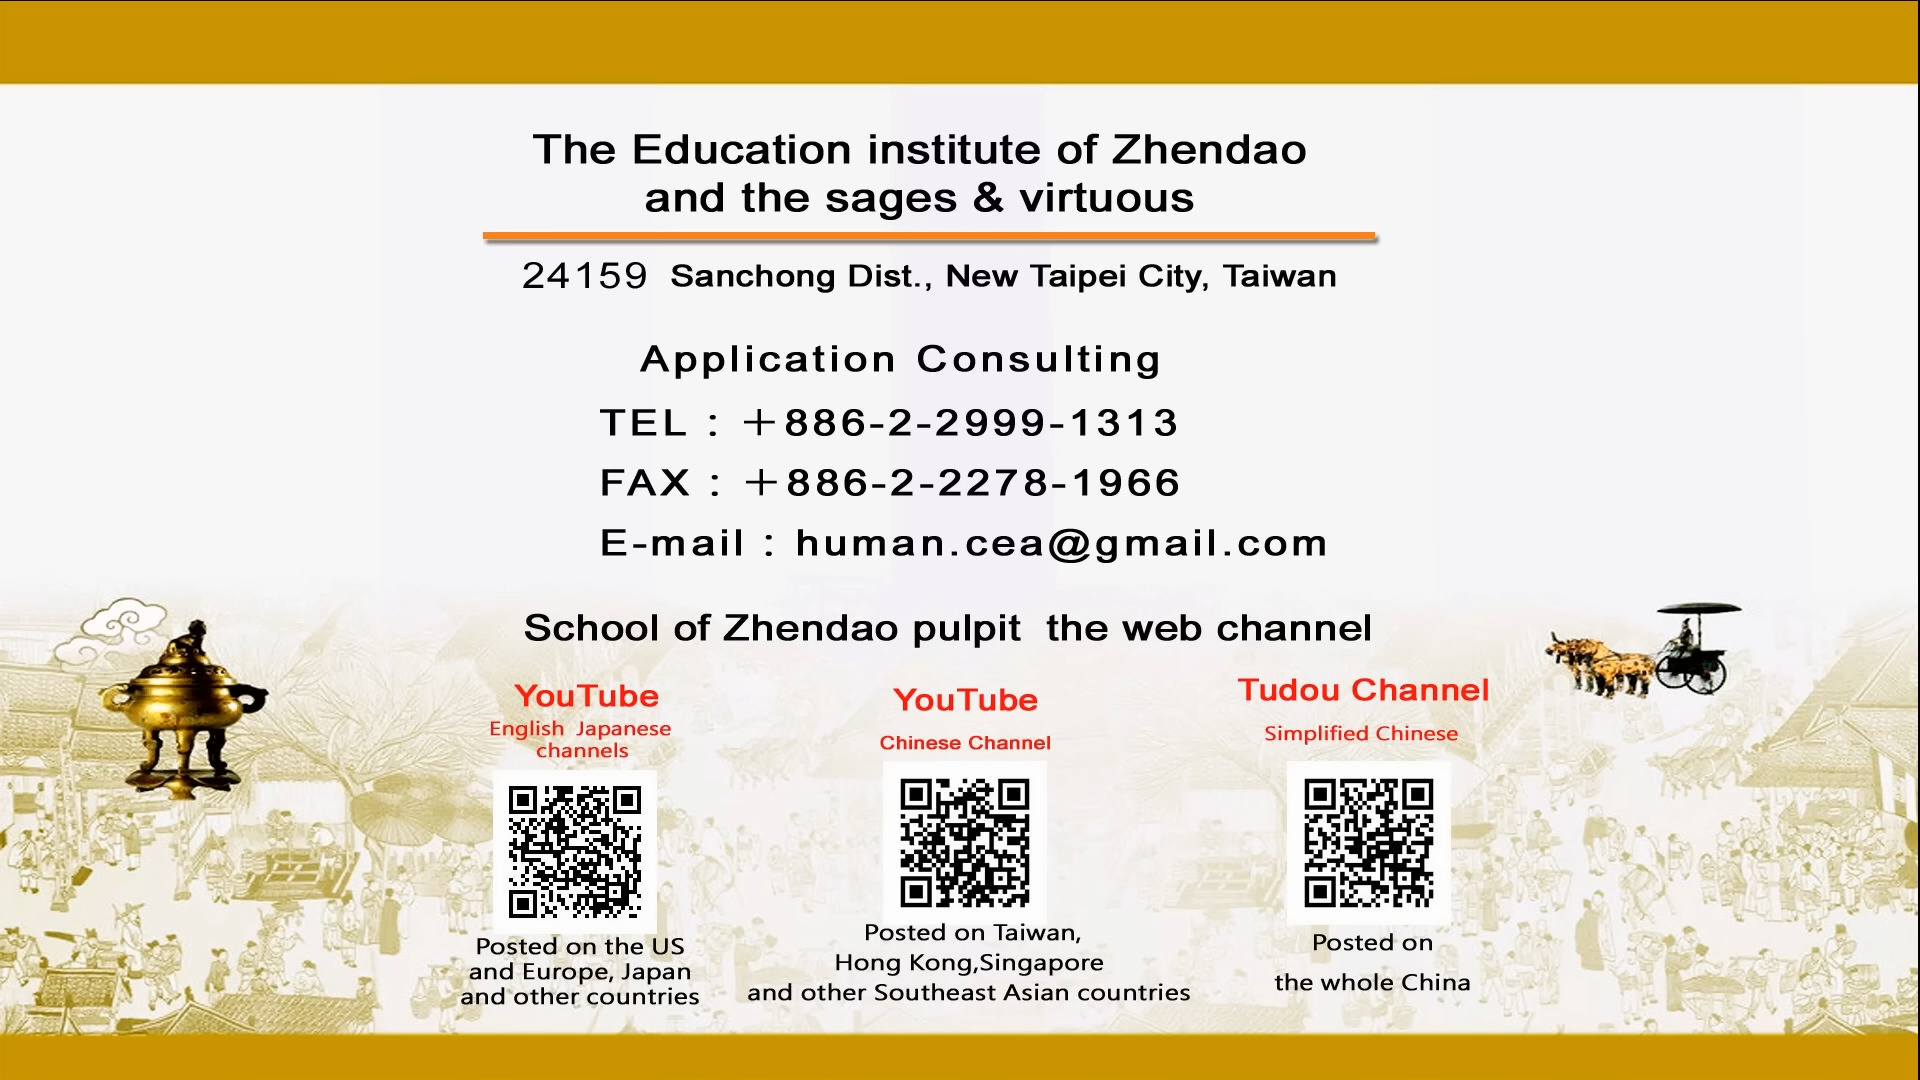 The Education institute of Zhendao
and the sages & virtuous
24159 Sanchong Dist., New Taipei City, Taiwan
Application Consulting
TEL : +886-2-2999-1313
FAX : +886-2-2278-1966
E-mail : human.cea@gmail.com
School of Zhendao pulpit the web channel
YouTube
English Japanese
channels
Posted on the US
and Europe, Japan
and other countries
YouTube
Chinese Channel
Posted on Taiwan,
Hong Kong,Singapore
and other Southeast Asian countries
Tudou Channel
Simplified Chinese
Posted on
the whole China